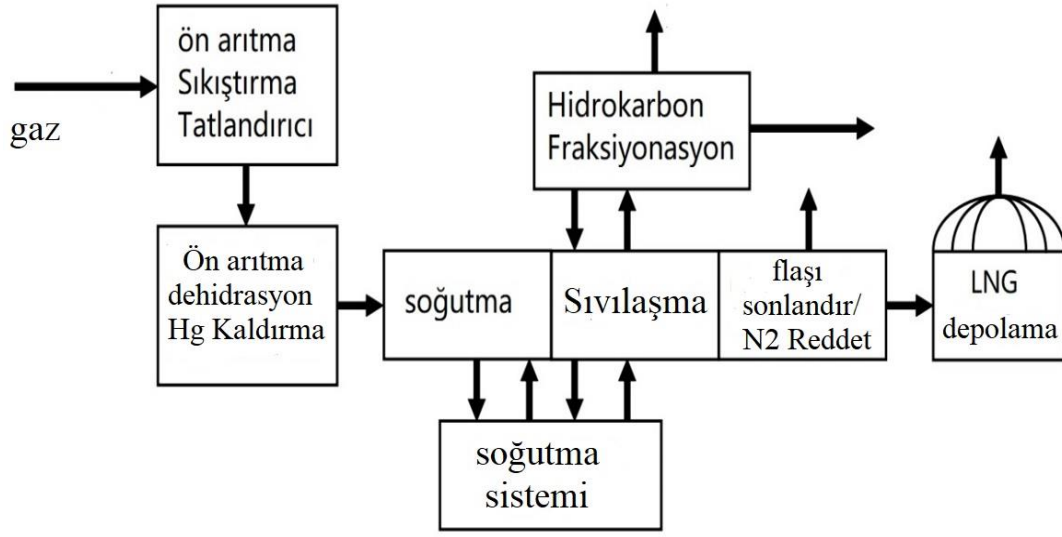 gaz
ön arıtma
Sıkıştırma
Tatlandırıcı
Ön arıtma
dehidrasyon
Hg Kaldırma
Hidrokarbon
Fraksiyonasyon
soğutma
Sıvılaşma
flaşı
sonlandır/
N2 Reddet
LNG
depolama
soğutma
sistemi